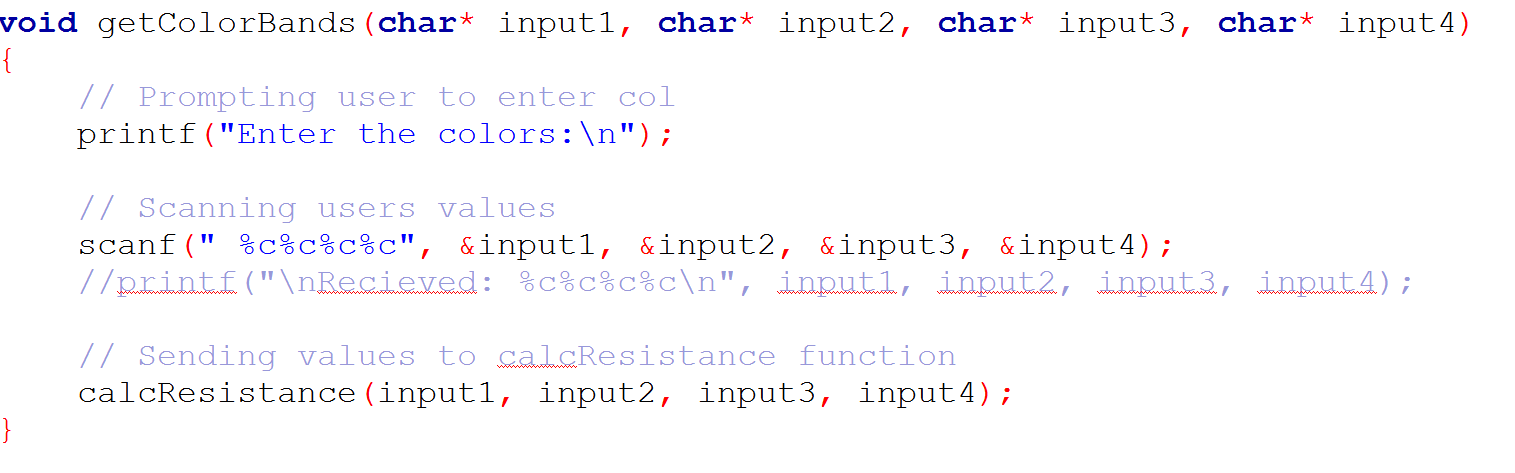 void getColorBands(char* input1, char* input2, char* input3, char* input4)
{
// Prompting user to enter col
printf("Enter the colors:\n");
// Scanning users values
scanf(" %c%c%c%c", &input1, &input2, &input3, &input4);
//printf("\nRecieved: %c%c%c%c\n", input1, input2, input3, input4);
// Sending values to calcResistance function
calcResistance(input1, input2, input3, input4);
}